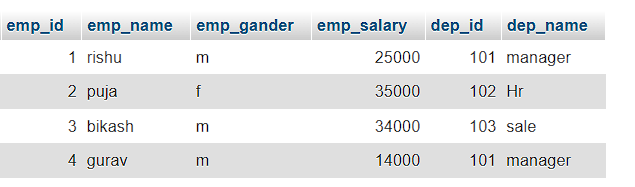 emp_id emp_name emp_gander emp_salary dep_id dep_name
1 rishu m 25000 101 manager
2 puja f 35000 102 Hr
3 bikash m 34000 103 sale
4 gurav m 14000 101 manager